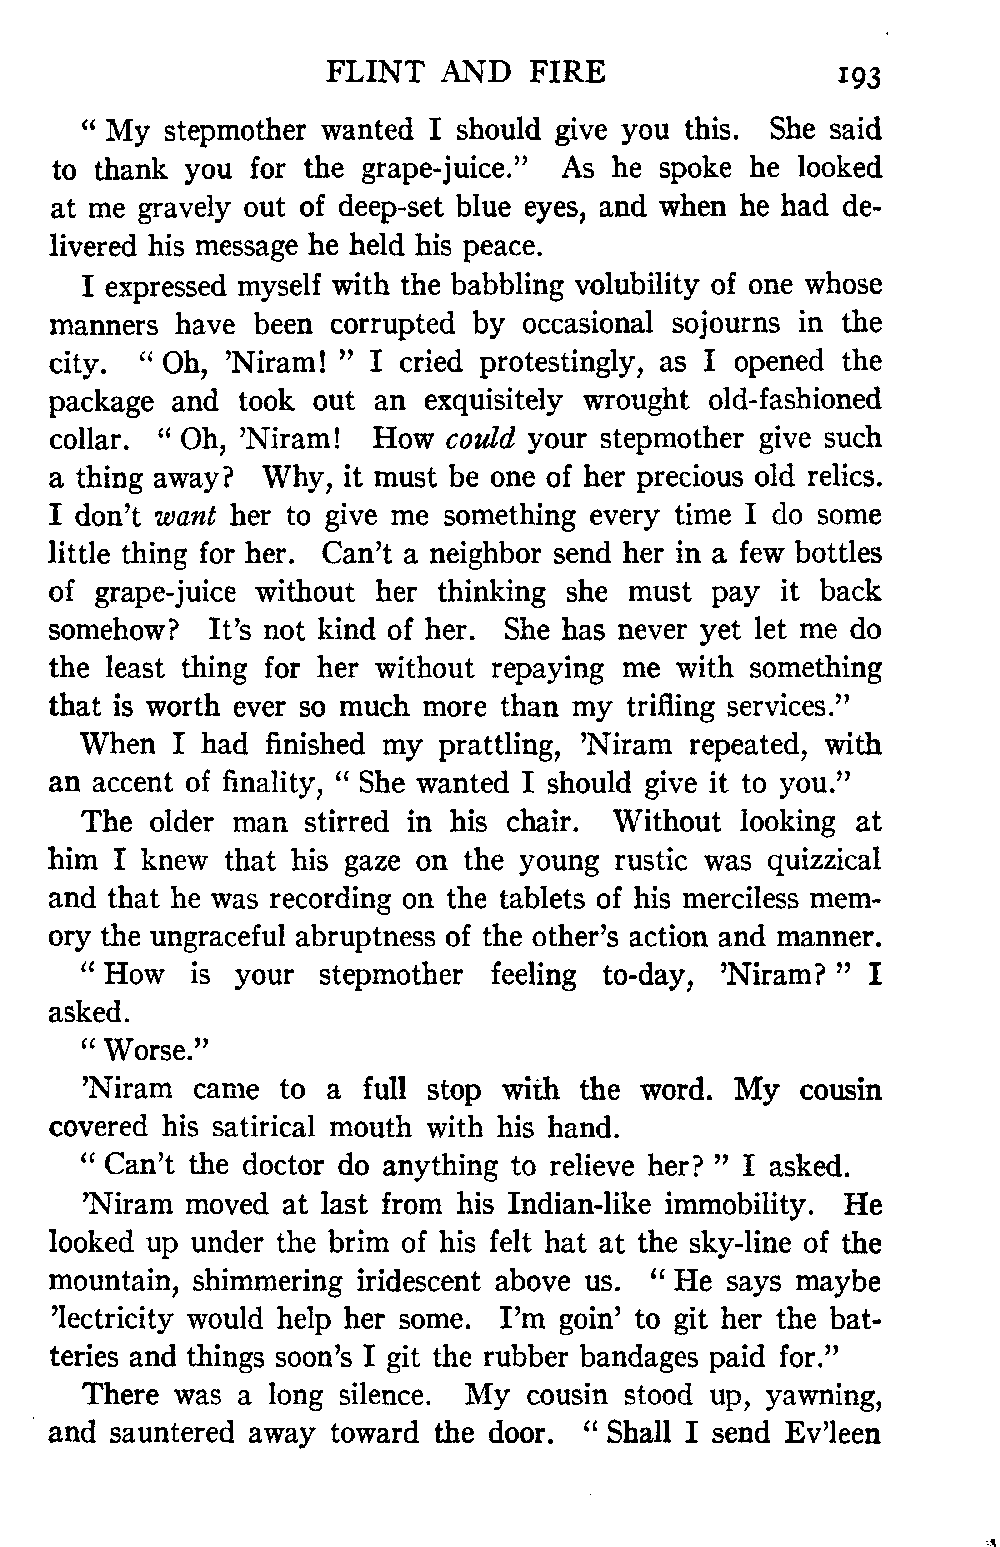 FLINT AND FIRE 193
“ My stepmother wanted I should give you this. She said
to thank you for the grape-juice.” As he spoke he looked
at me gravely out of deep-set blue eyes, and when he had de-
livered his message he held his peace.
I expressed myself with the babbling volubility of one whose
manners have been corrupted by occasional sojourns in the
city. “ Oh, ’Niram! ” I cried protestingly, as I opened the
package and took out an exquisitely wrought old-fashioned
collar. “ Oh, ’Niram! How could your stepmother give such
a thing away? Why, it must be one of her precious old relics.
I don’t want her to give me something every time I do some
little thing for her. Can’t a neighbor send her in a few bottles
of grape-juice without her thinking she must pay it back
somehow? It’s not kind of her. She has never yet let me do
the least thing for her without repaying me with something
that is worth ever so much more than my trifling services.”
When I had finished my prattling, ’Niram repeated, with
an accent of finality, “ She wanted I should give it to you.”
The older man stirred in his chair. Without looking at
him I knew that his gaze on the young rustic was quizzical
and that he was recording on the tablets of his merciless mem-
ory the ungraceful abruptness of the other’s action and manner.
“ How is your stepmother feeling to-day, ’Niram? ” I
asked.
“ Worse.”
’Niram came to a full stop with the word. My cousin
covered his satirical mouth with his hand.
“ Can’t the doctor do anything to relieve her? ” I asked.
’Niram moved at last from his Indian-like immobility. He
looked up under the brim of his felt hat at the sky-line of the
mountain, shimmering iridescent above us. “ He says maybe
’lectricity would help her some. I’m goin’ to git her the bat-
teries and things soon’s I git the rubber bandages paid for.”
There was a long silence. My cousin stood up, yawning,
and sauntered away toward the door. “ Shall I send Ev’leen